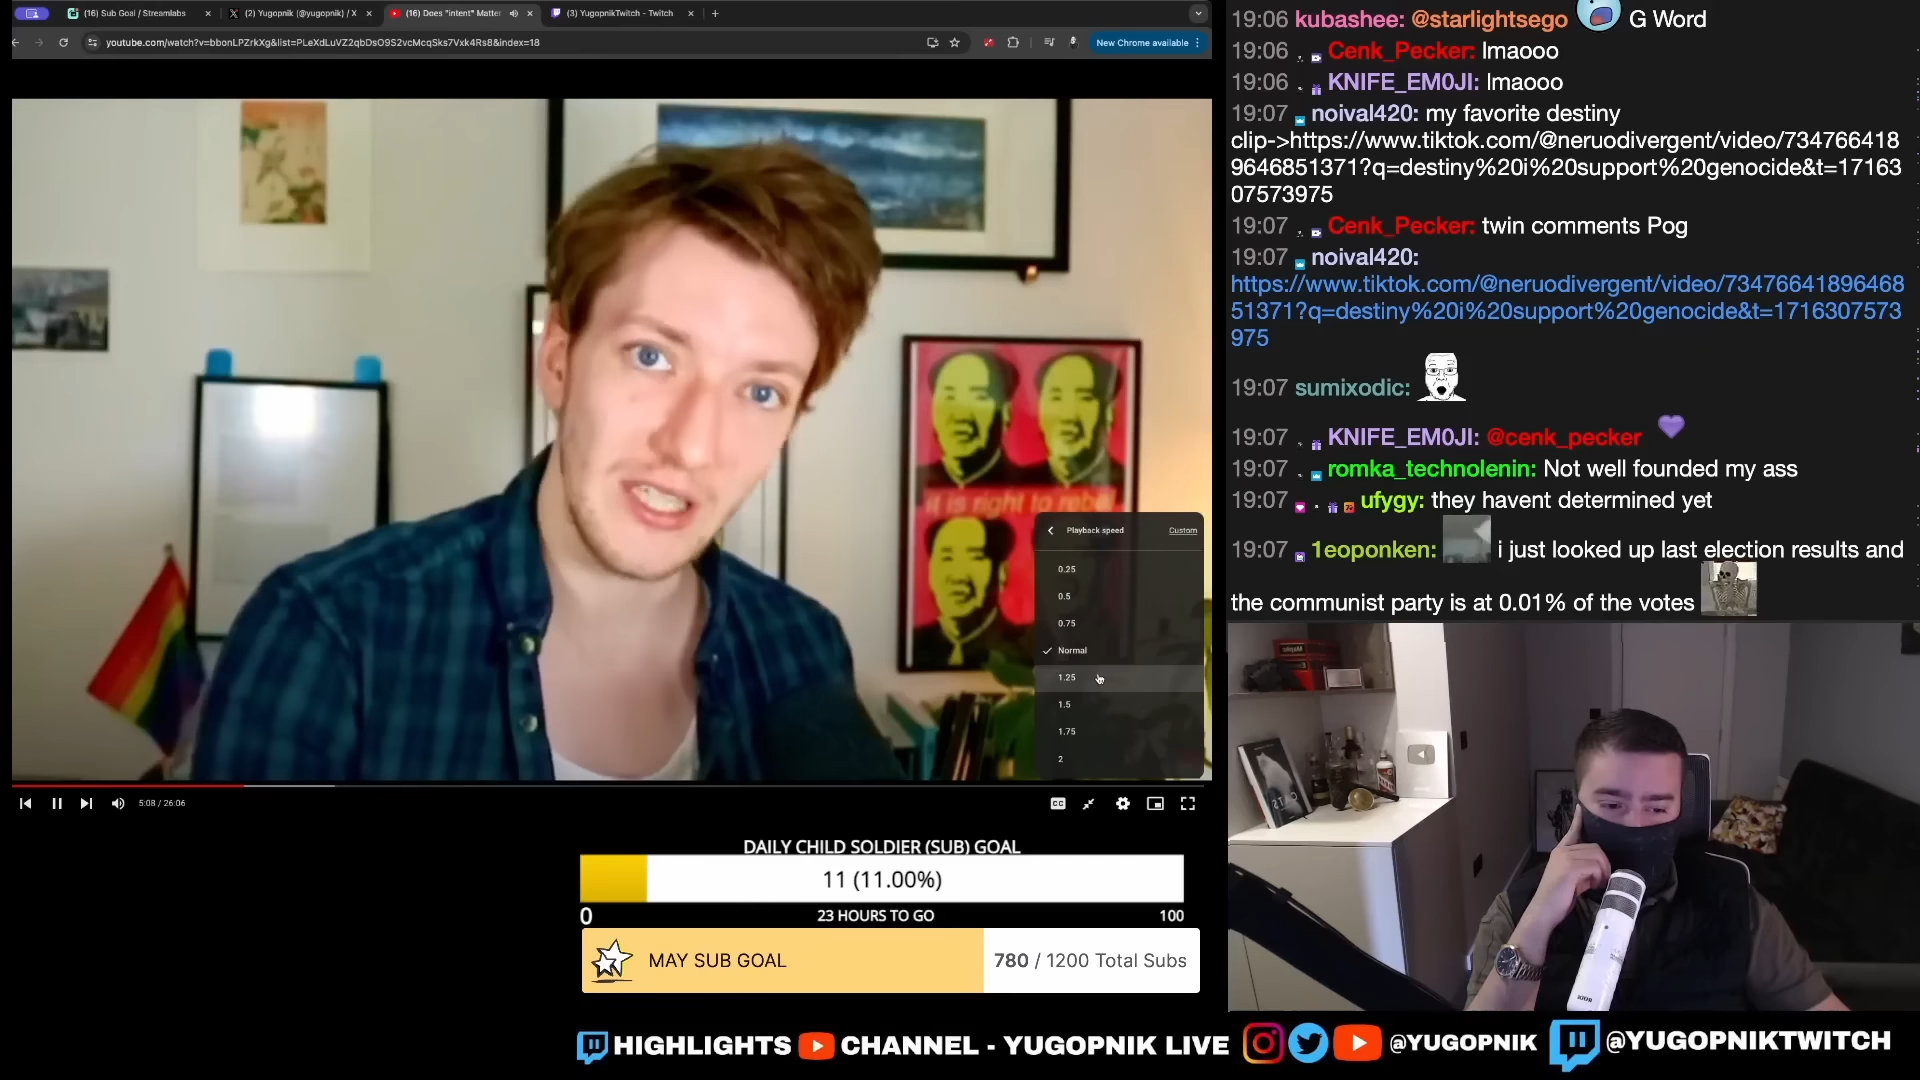 (16) Sub Goal / Streamlabs
(2) Yugopnik (@yugopnik) / X
(16) Does "intent" Matter
(3) YugopnikTwitch - Twitch
youtube.com/watch?v=bbonLPZrkXg&list=PLeXdLuVZ2qbDsO9S2vcMcqSks7Vxk4Rs8&index=18
New Chrome available
it is right to rebel
Playback speed
Custom
0.25
0.5
0.75
Normal
1.25
1.5
1.75
2
5:08 / 26:06
DAILY CHILD SOLDIER (SUB) GOAL
11 (11.00%)
0
23 HOURS TO GO
100
MAY SUB GOAL
780 / 1200 Total Subs
19:06 kubashee: @starlightsego G Word
19:06 Cenk_Pecker: lmaooo
19:06 KNIFE_EM0JI: lmaooo
19:07 noival420: my favorite destiny
clip->https://www.tiktok.com/@neruodivergent/video/734766418
9646851371?q=destiny%20i%20support%20genocide&t=17163
07573975
19:07 Cenk_Pecker: twin comments Pog
19:07 noival420:
https://www.tiktok.com/@neruodivergent/video/73476641896468
51371?q=destiny%20i%20support%20genocide&t=1716307573
975
19:07 sumixodic:
19:07 KNIFE_EM0JI: @cenk_pecker
19:07 romka_technolenin: Not well founded my ass
19:07 ufygy: they havent determined yet
19:07 1eoponken: i just looked up last election results and
the communist party is at 0.01% of the votes
CATS
HIGHLIGHTS CHANNEL - YUGOPNIK LIVE @YUGOPNIK @YUGOPNIKTWITCH